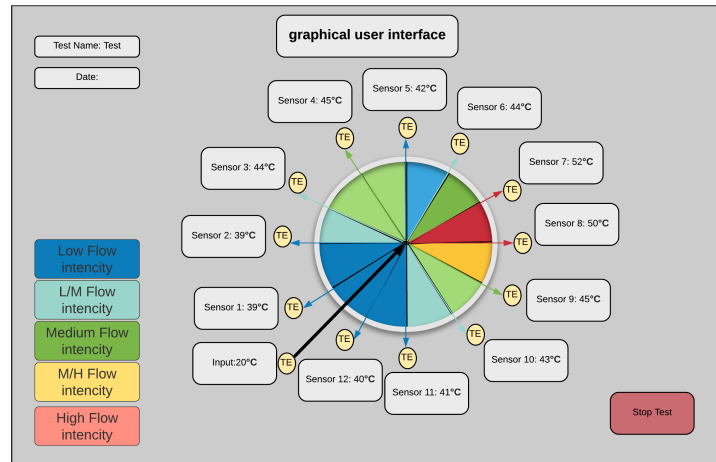 graphical user interface
Test Name: Test
Date:
Sensor 5: 42°C
Sensor 4: 45°C
Sensor 6: 44°C
TE
TE
TE
Sensor 3: 44°C
Sensor 7: 52°C
TE
TE
Sensor 2: 39°C
TE
Sensor 8: 50°C
TE
Low Flow
intencity
L/M Flow
intencity
Medium Flow
intencity
M/H Flow
intencity
High Flow
intencity
Sensor 1: 39°C
TE
Sensor 9: 45°C
TE
TE
TE
TE
Input:20°C
TE
Sensor 10: 43°C
Sensor 12: 40°C
Sensor 11: 41°C
Stop Test